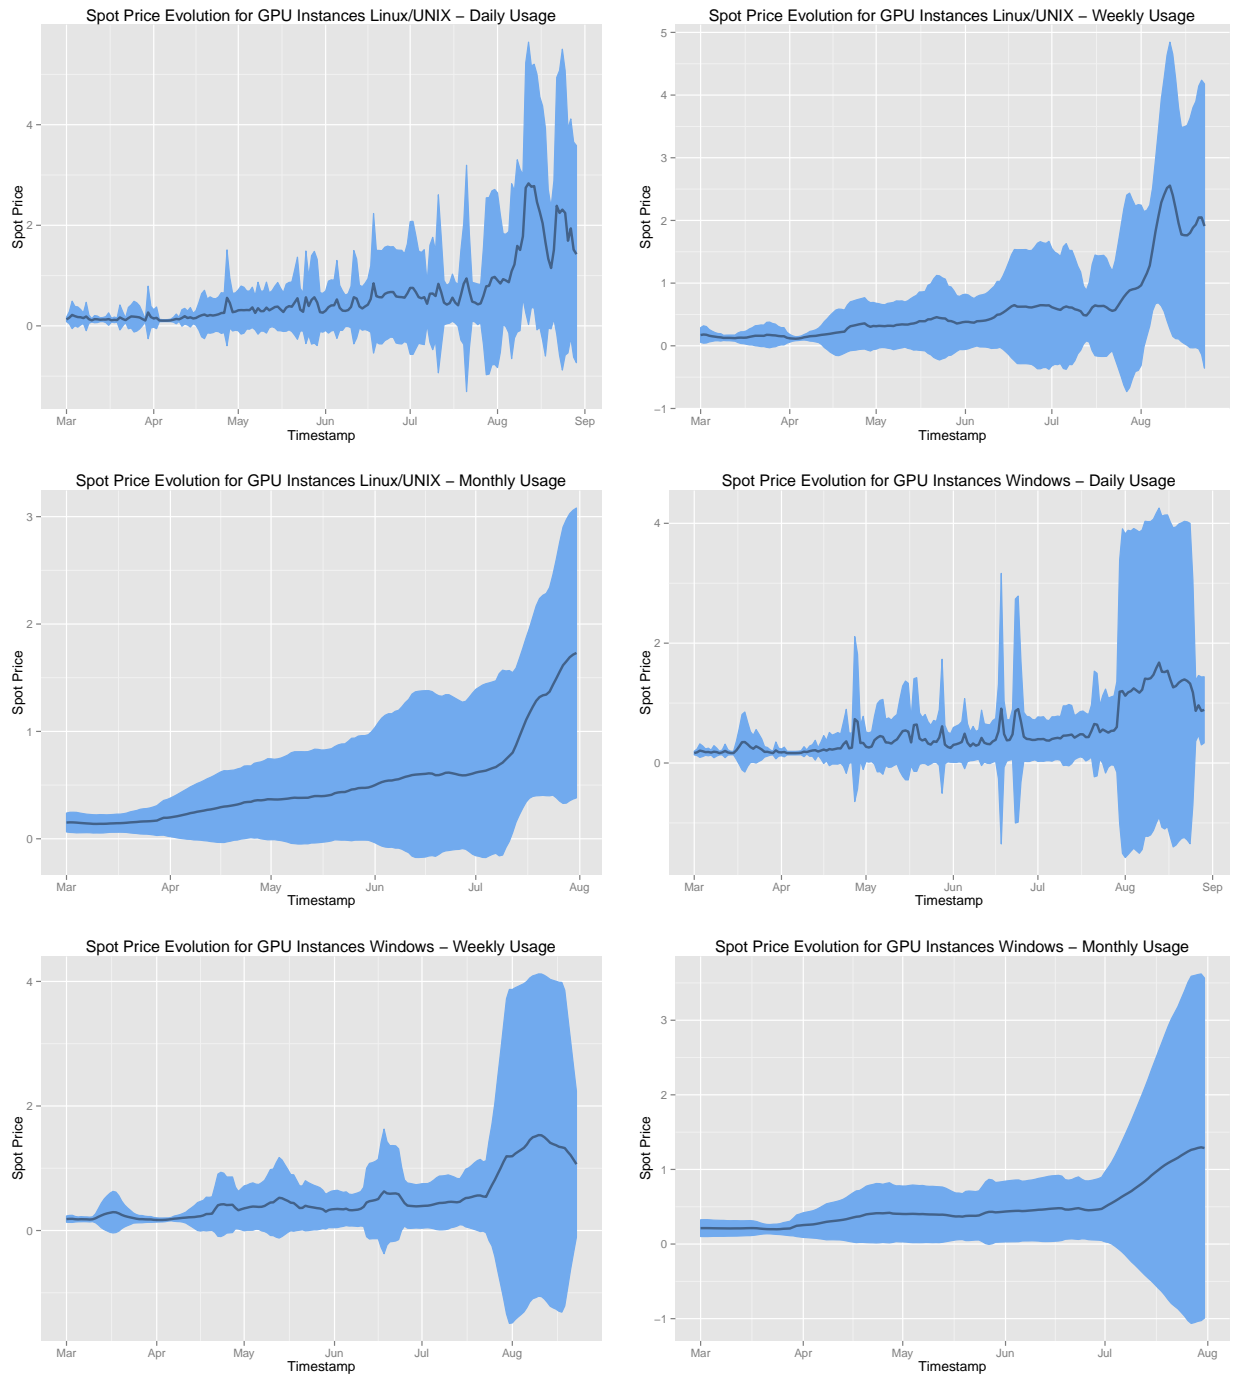 Spot Price Evolution for GPU Instances Linux/UNIX − Daily Usage
4
2
0
Spot Price
Mar Apr May Jun Jul Aug Sep
Timestamp
Spot Price Evolution for GPU Instances Linux/UNIX − Weekly Usage
5
4
3
2
1
0
−1
Spot Price
Mar Apr May Jun Jul Aug
Timestamp
Spot Price Evolution for GPU Instances Linux/UNIX − Monthly Usage
3
2
1
0
Spot Price
Mar Apr May Jun Jul Aug
Timestamp
Spot Price Evolution for GPU Instances Windows − Daily Usage
4
2
0
Spot Price
Mar Apr May Jun Jul Aug Sep
Timestamp
Spot Price Evolution for GPU Instances Windows − Weekly Usage
4
2
0
Spot Price
Mar Apr May Jun Jul Aug
Timestamp
Spot Price Evolution for GPU Instances Windows − Monthly Usage
3
2
1
0
−1
Spot Price
Mar Apr May Jun Jul Aug
Timestamp